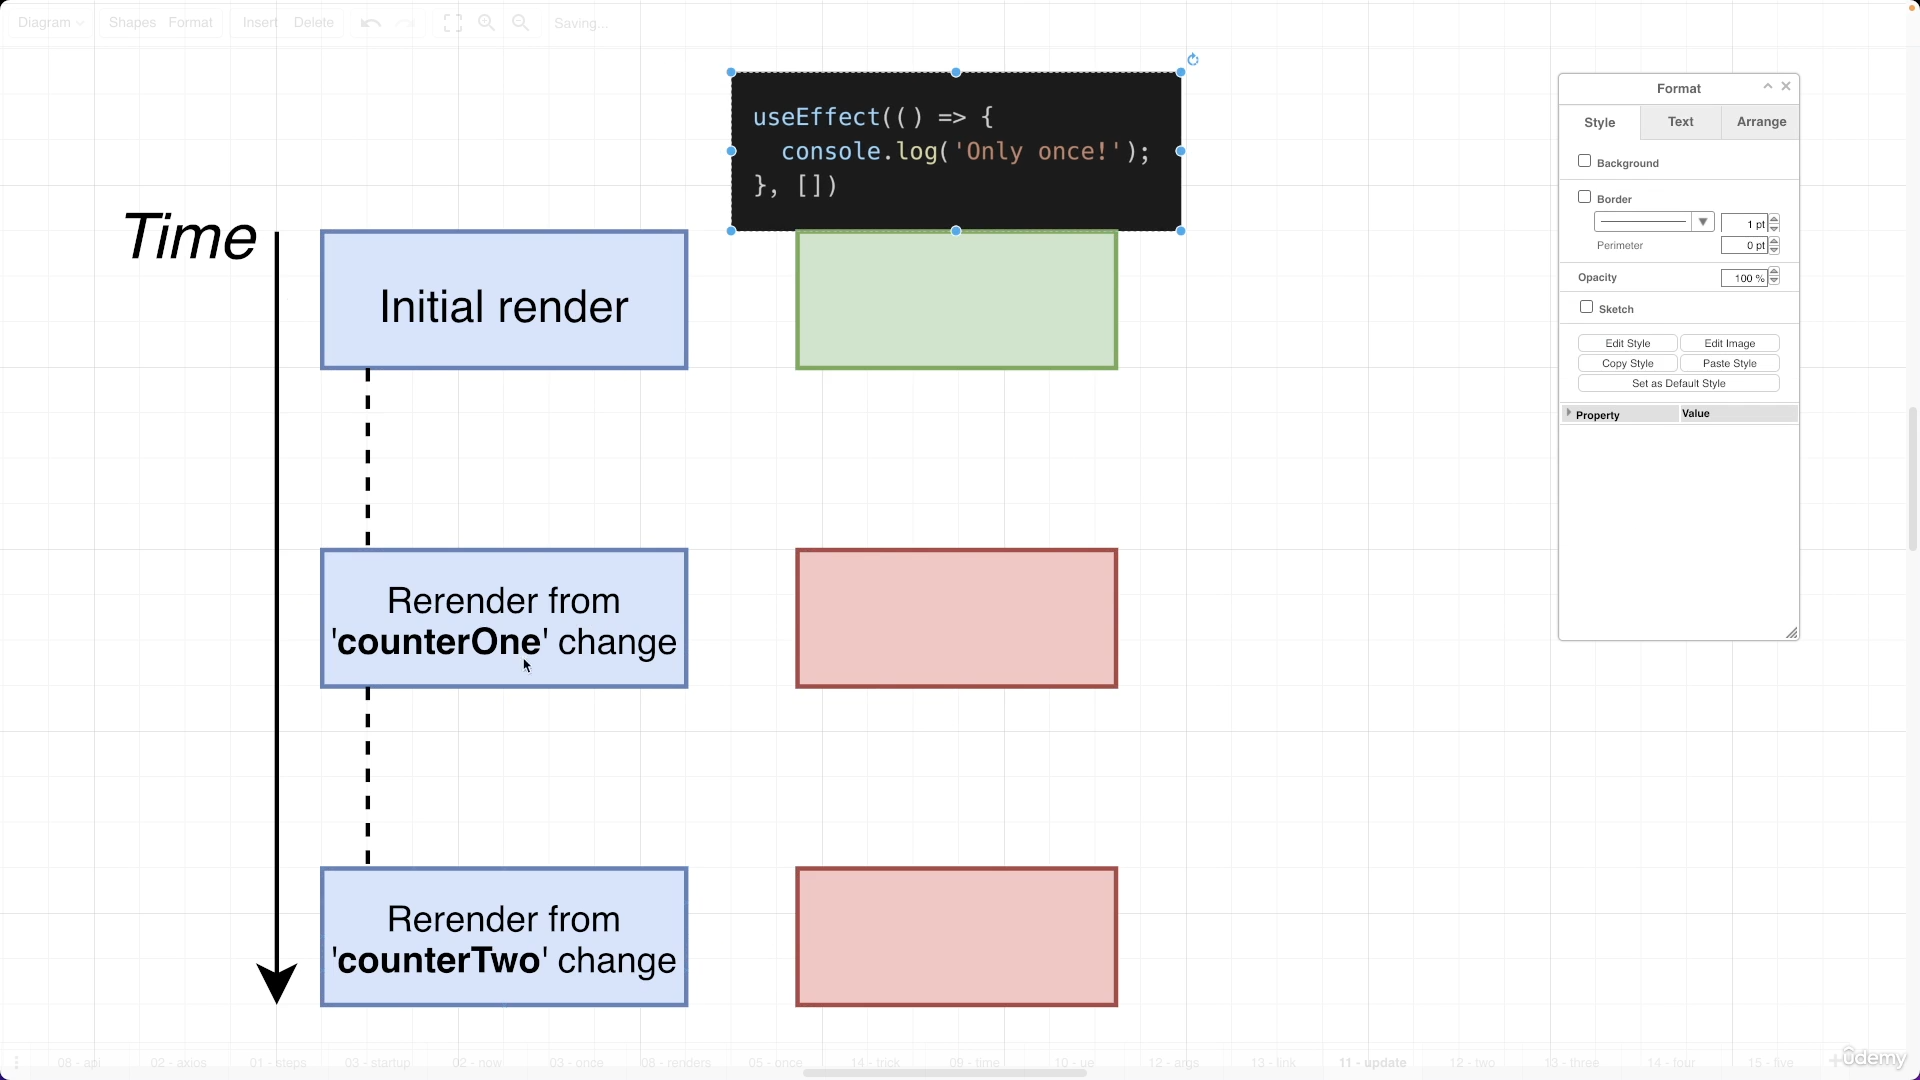 Diagram
Shapes
Format
Insert
Delete
Saving...
useEffect(() => {
console.log('Only once!');
}, [])
Format
Style
Text
Arrange
Background
Border
1 pt
Perimeter
0 pt
Opacity
100 %
Sketch
Edit Style
Edit Image
Copy Style
Paste Style
Set as Default Style
Property
Value
Time
Initial render
Rerender from
'counterOne' change
Rerender from
'counterTwo' change
08 - api
02 - axios
01 - steps
03 - startup
02 - now
03 - once
08 - renders
05 - once
14 - trick
09 - time
10 - ue
12 - args
13 - link
11 - update
12 - two
13 - three
14 - four
15 - five
ûdemy